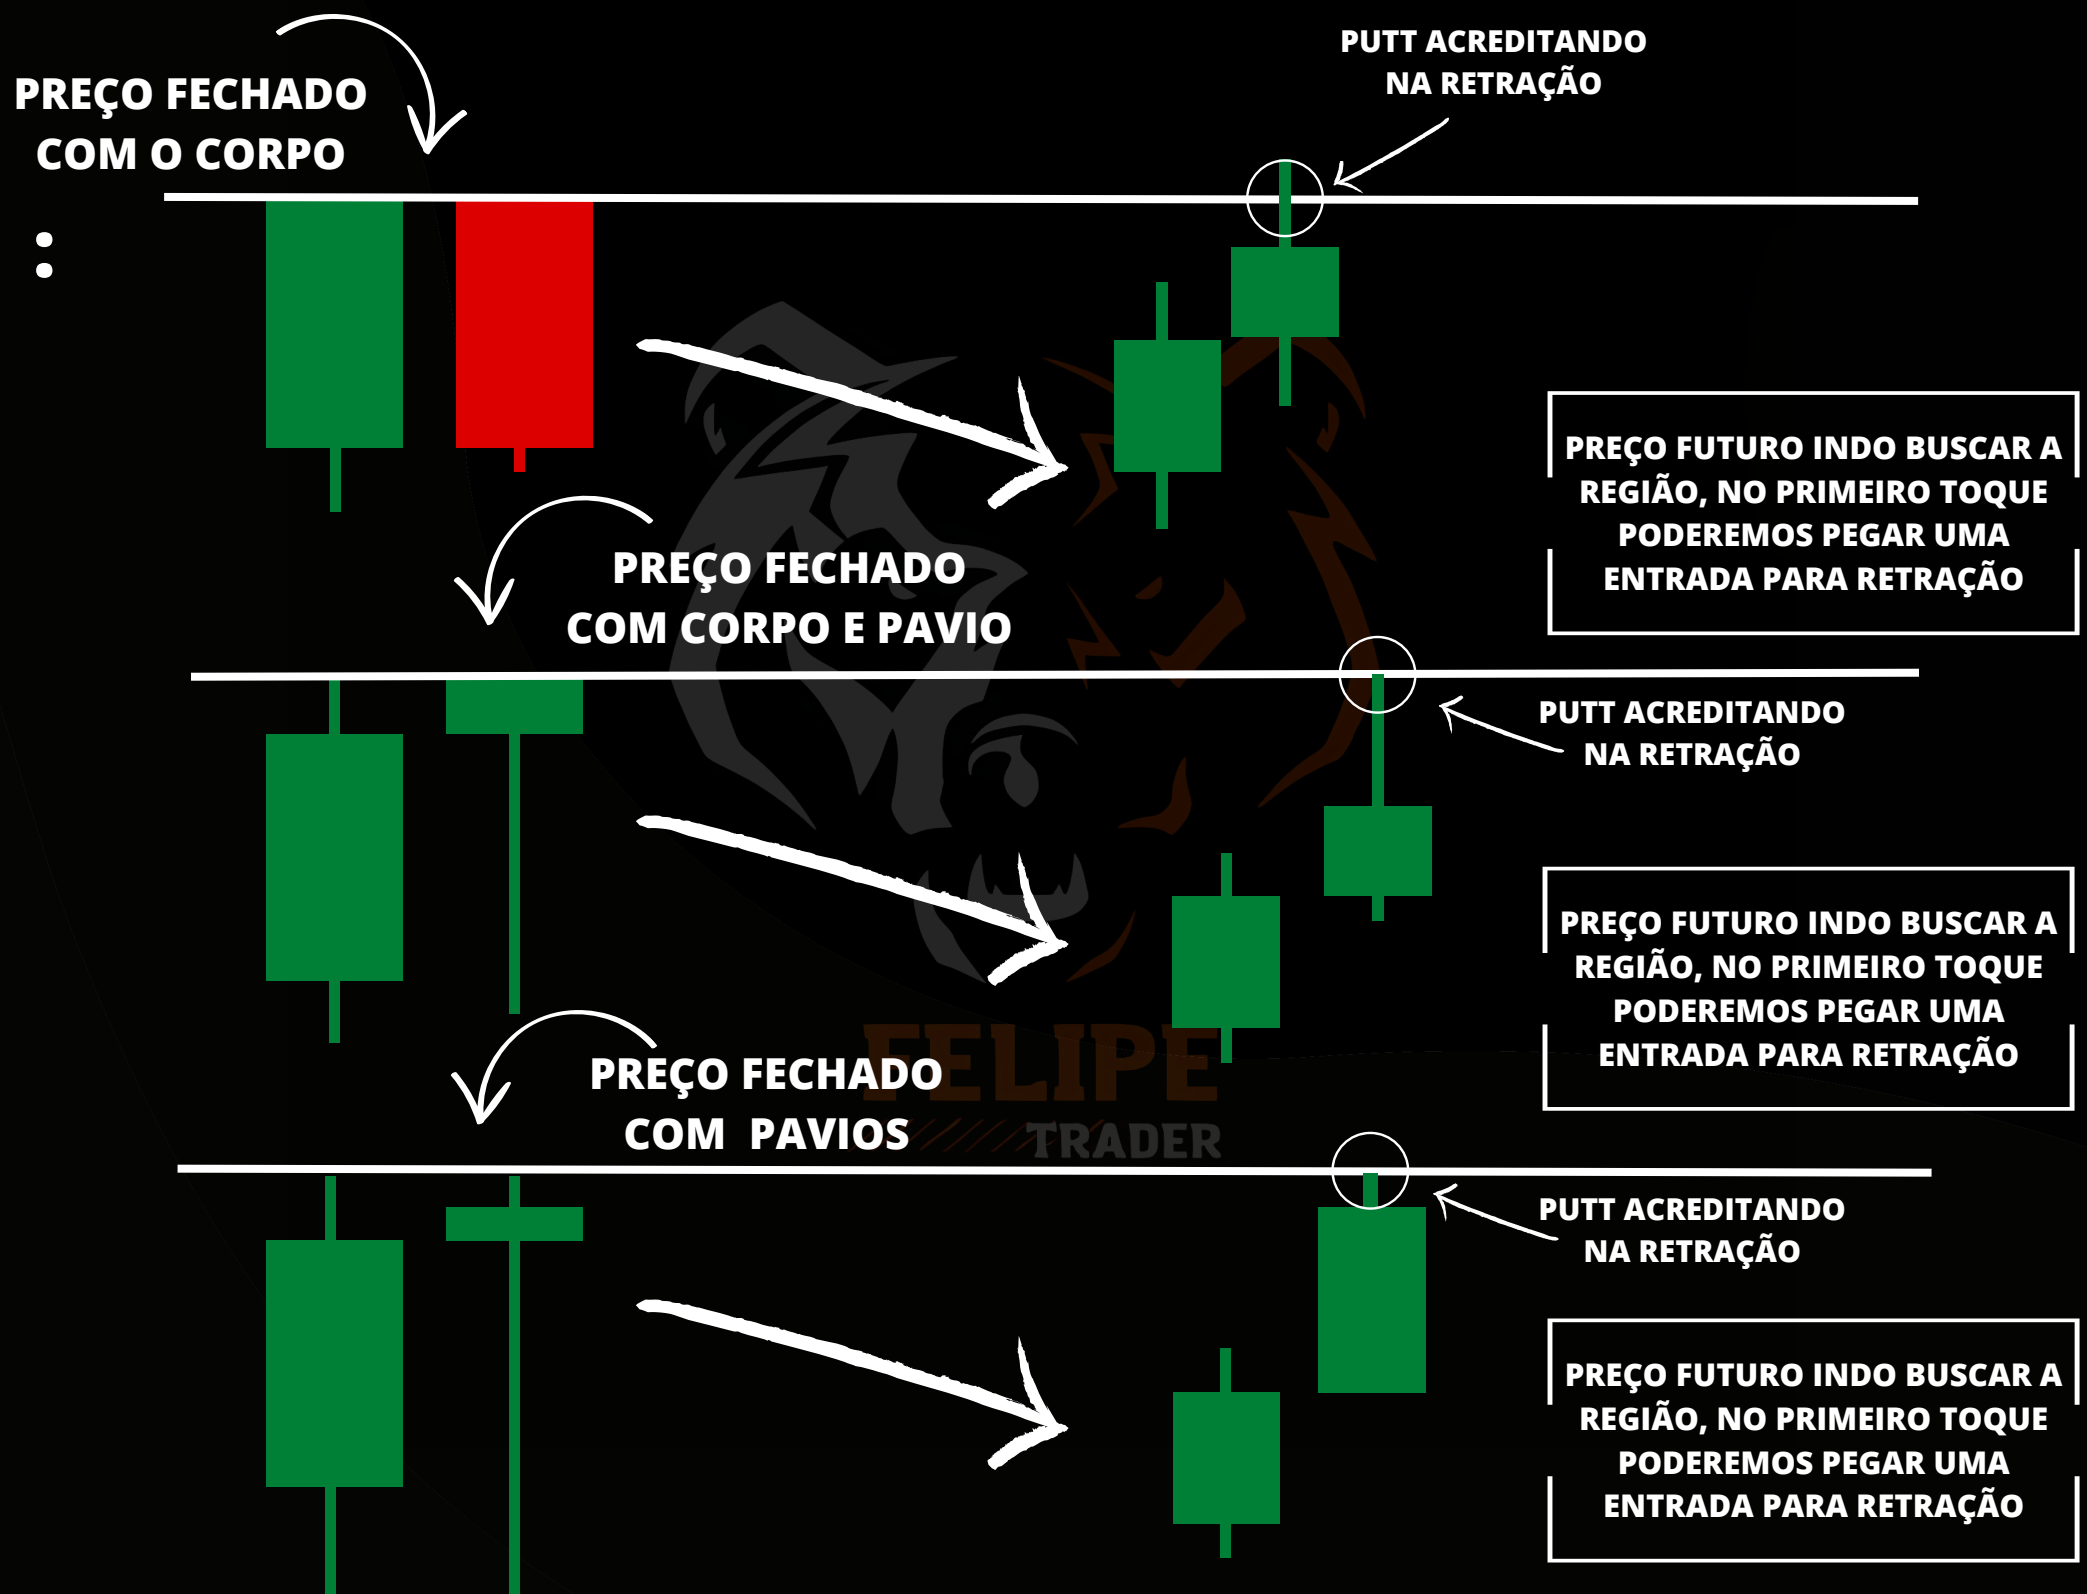 PUTT ACREDITANDO
NA RETRAÇÃO
PREÇO FECHADO
COM O CORPO
:
PREÇO FUTURO INDO BUSCAR A
REGIÃO, NO PRIMEIRO TOQUE
PODEREMOS PEGAR UMA
ENTRADA PARA RETRAÇÃO
PREÇO FECHADO
COM CORPO E PAVIO
PUTT ACREDITANDO
NA RETRAÇÃO
PREÇO FUTURO INDO BUSCAR A
REGIÃO, NO PRIMEIRO TOQUE
PODEREMOS PEGAR UMA
ENTRADA PARA RETRAÇÃO
FELIPE
TRADER
PREÇO FECHADO
COM PAVIOS
PUTT ACREDITANDO
NA RETRAÇÃO
PREÇO FUTURO INDO BUSCAR A
REGIÃO, NO PRIMEIRO TOQUE
PODEREMOS PEGAR UMA
ENTRADA PARA RETRAÇÃO